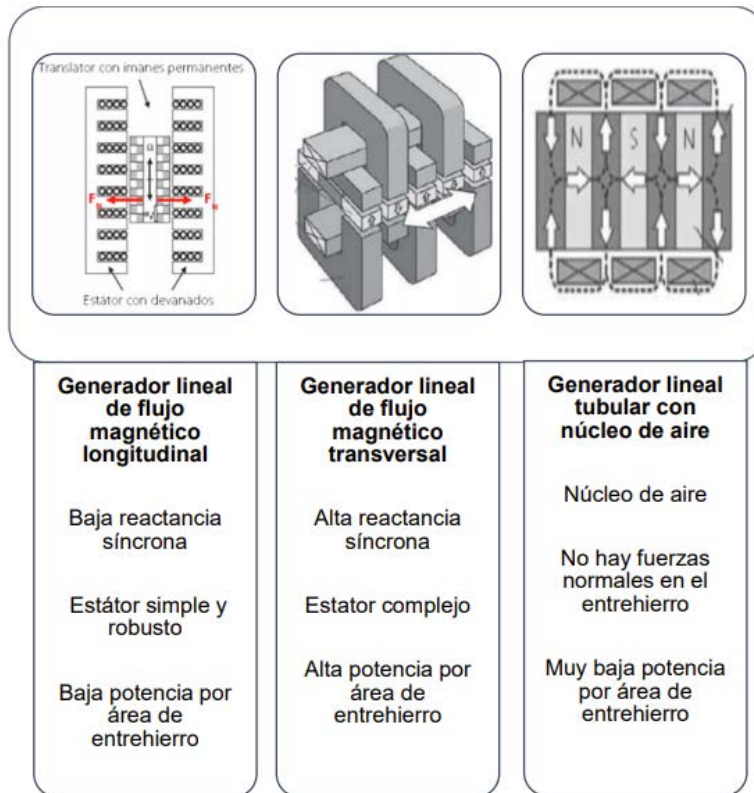 Translator con imanes permanentes
Estátor con devanados
N
S
N
Generador lineal
de flujo
magnético
longitudinal
Baja reactancia
síncrona
Estátor simple y
robusto
Baja potencia por
área de
entrehierro
Generador lineal
de flujo
magnético
transversal
Alta reactancia
síncrona
Estator complejo
Alta potencia por
área de
entrehierro
Generador lineal
tubular con
núcleo de aire
Núcleo de aire
No hay fuerzas
normales en el
entrehierro
Muy baja potencia
por área de
entrehierro